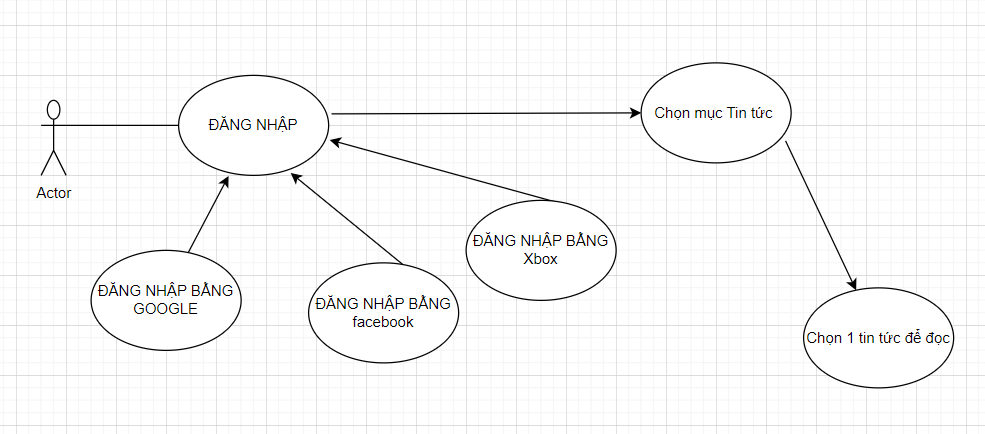 ĐĂNG NHẬP
Chọn mục Tin tức
Actor
ĐĂNG NHẬP BẰNG
GOOGLE
ĐĂNG NHẬP BẰNG
facebook
ĐĂNG NHẬP BẰNG
Xbox
Chọn 1 tin tức để đọc